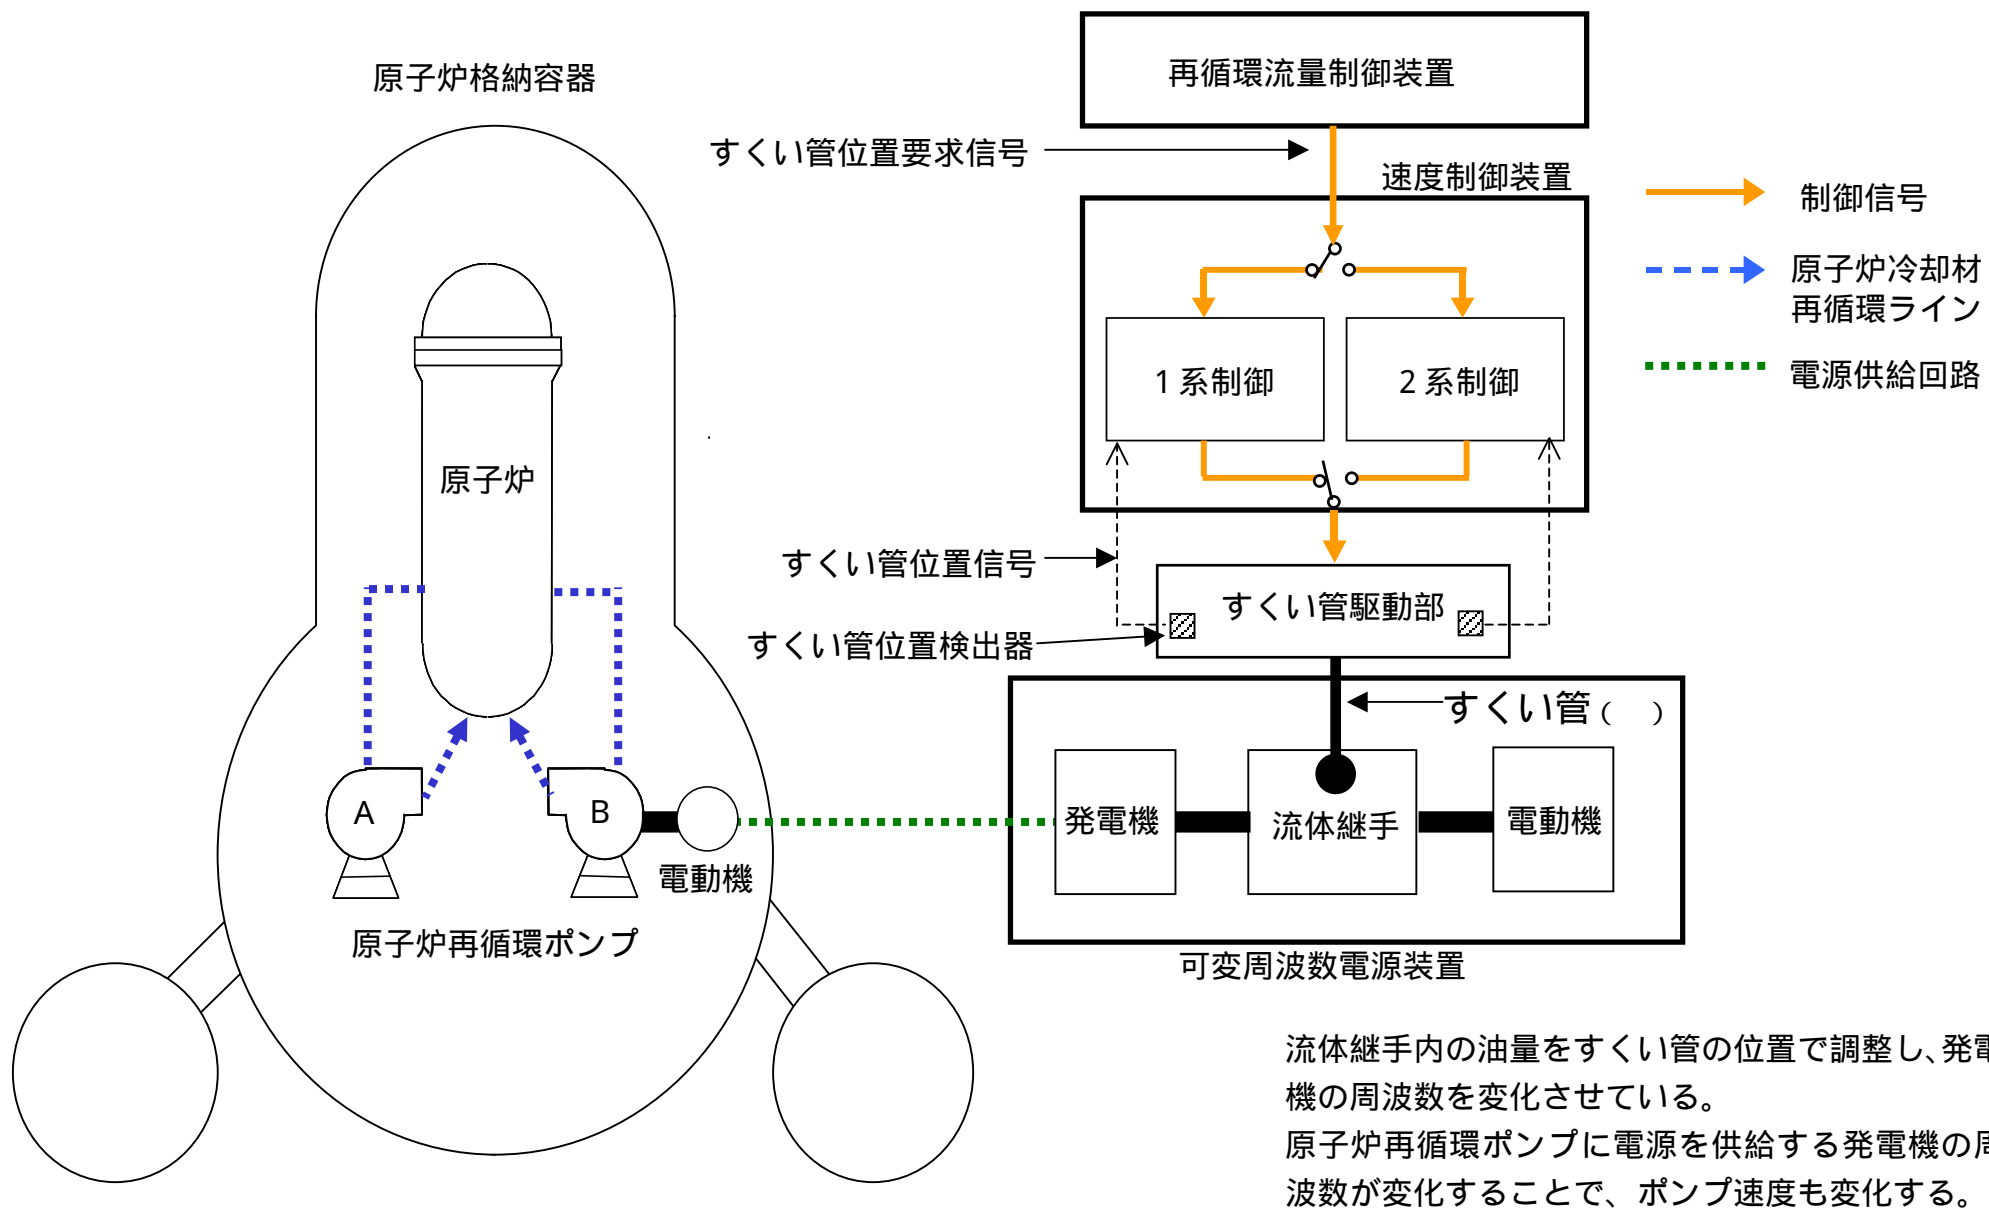 原子炉格納容器
再循環流量制御装置
すくい管位置要求信号
速度制御装置
制御信号
原子炉冷却材
再循環ライン
電源供給回路
1系制御
2系制御
原子炉
すくい管位置信号
すくい管駆動部
すくい管位置検出器
すくい管（　）
A
B
発電機
流体継手
電動機
電動機
原子炉再循環ポンプ
可変周波数電源装置
流体継手内の油量をすくい管の位置で調整し、発電
機の周波数を変化させている。
原子炉再循環ポンプに電源を供給する発電機の周
波数が変化することで、ポンプ速度も変化する。